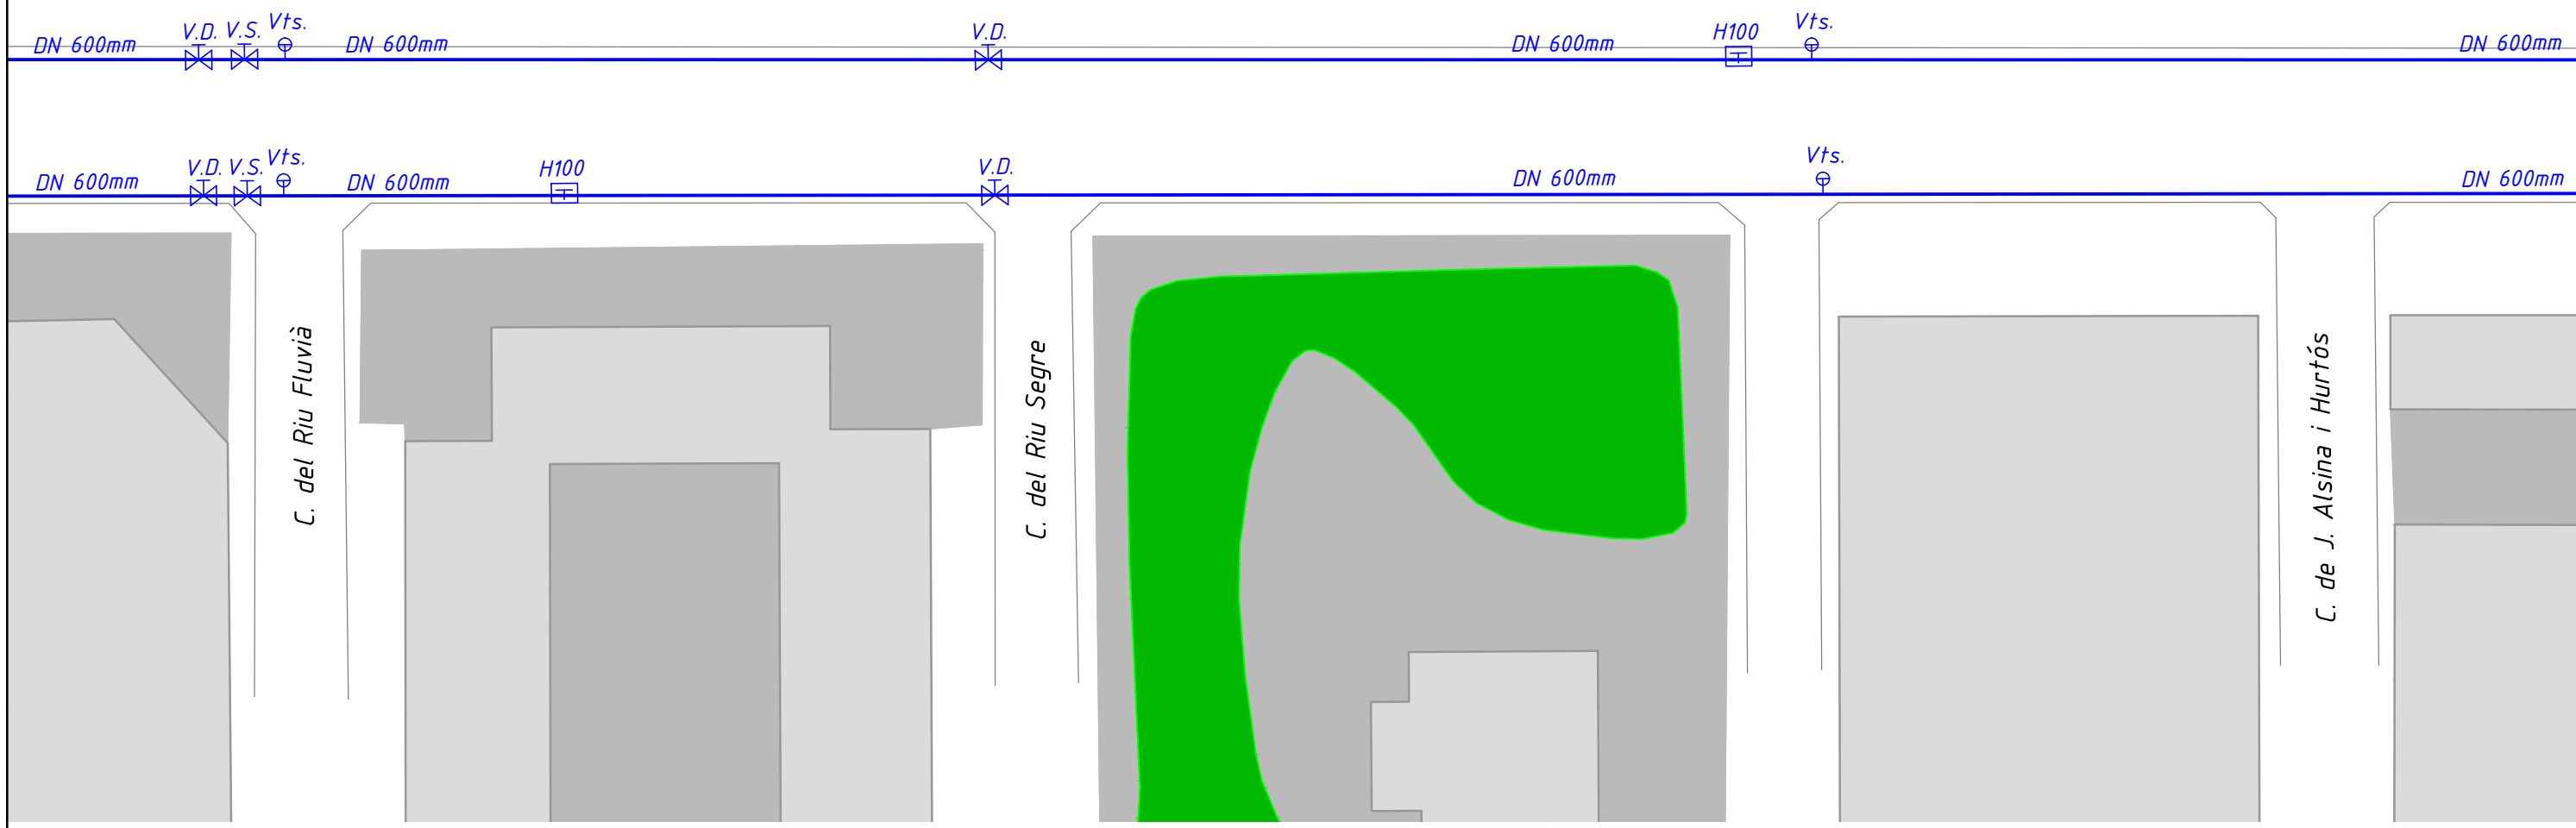 DN 600mm
V.D.
V.S.
Vts.
DN 600mm
V.D.
DN 600mm
H100
Vts.
DN 600mm
DN 600mm
V.D.
V.S.
Vts.
DN 600mm
H100
V.D.
DN 600mm
Vts.
DN 600mm
C. del Riu Fluvià
C. del Riu Segre
C. de J. Alsina i Hurtós